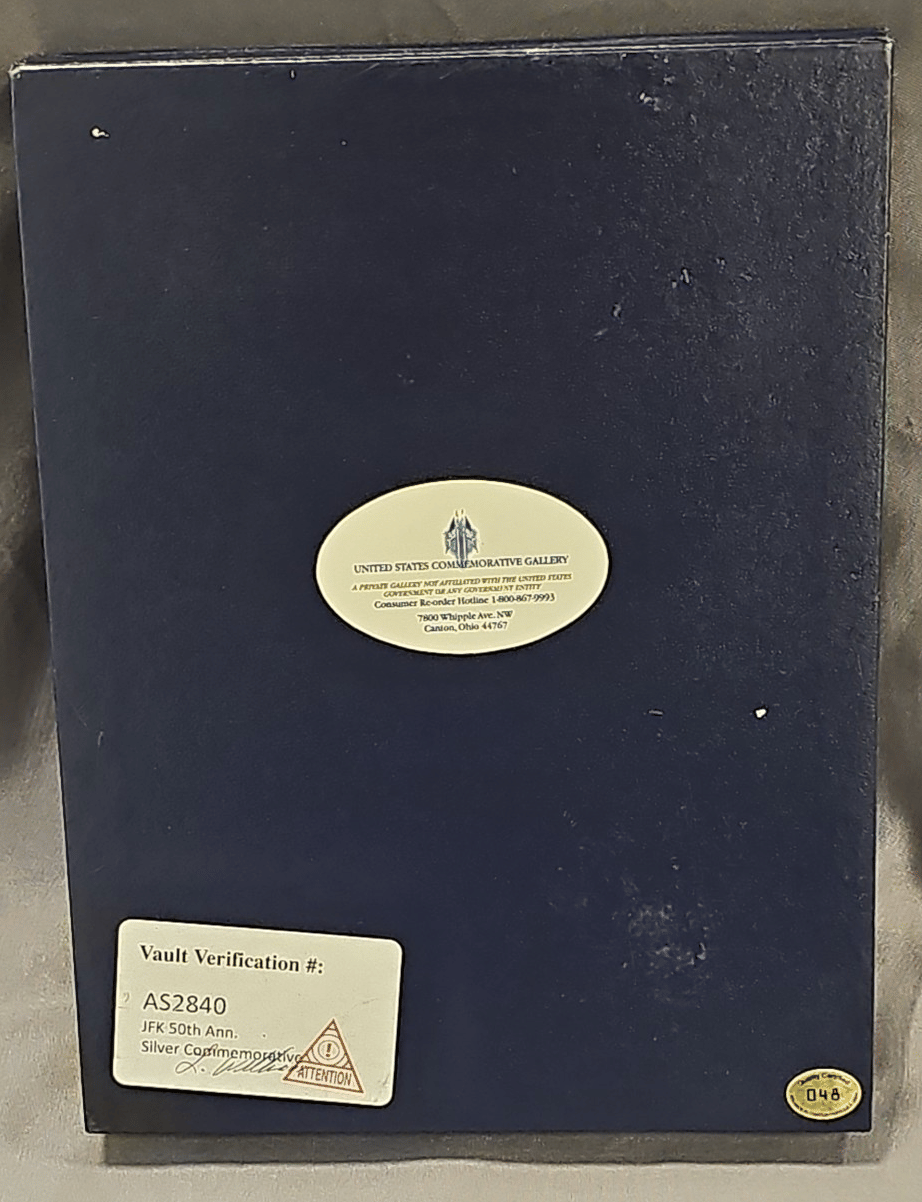 UNITED STATES COMMEMORATIVE GALLERY
A PRIVATE GALLERY NOT AFFILIATED WITH THE UNITED STATES
GOVERNMENT OR ANY GOVERNMENT ENTITY
Consumer Re-order Hotline 1-800-867-9993
7800 Whipple Ave. NW
Canton, Ohio 44767
Vault Verification #:
AS2840
JFK 50th Ann.
Silver Commemorative
ATTENTION
Quality Certified
048